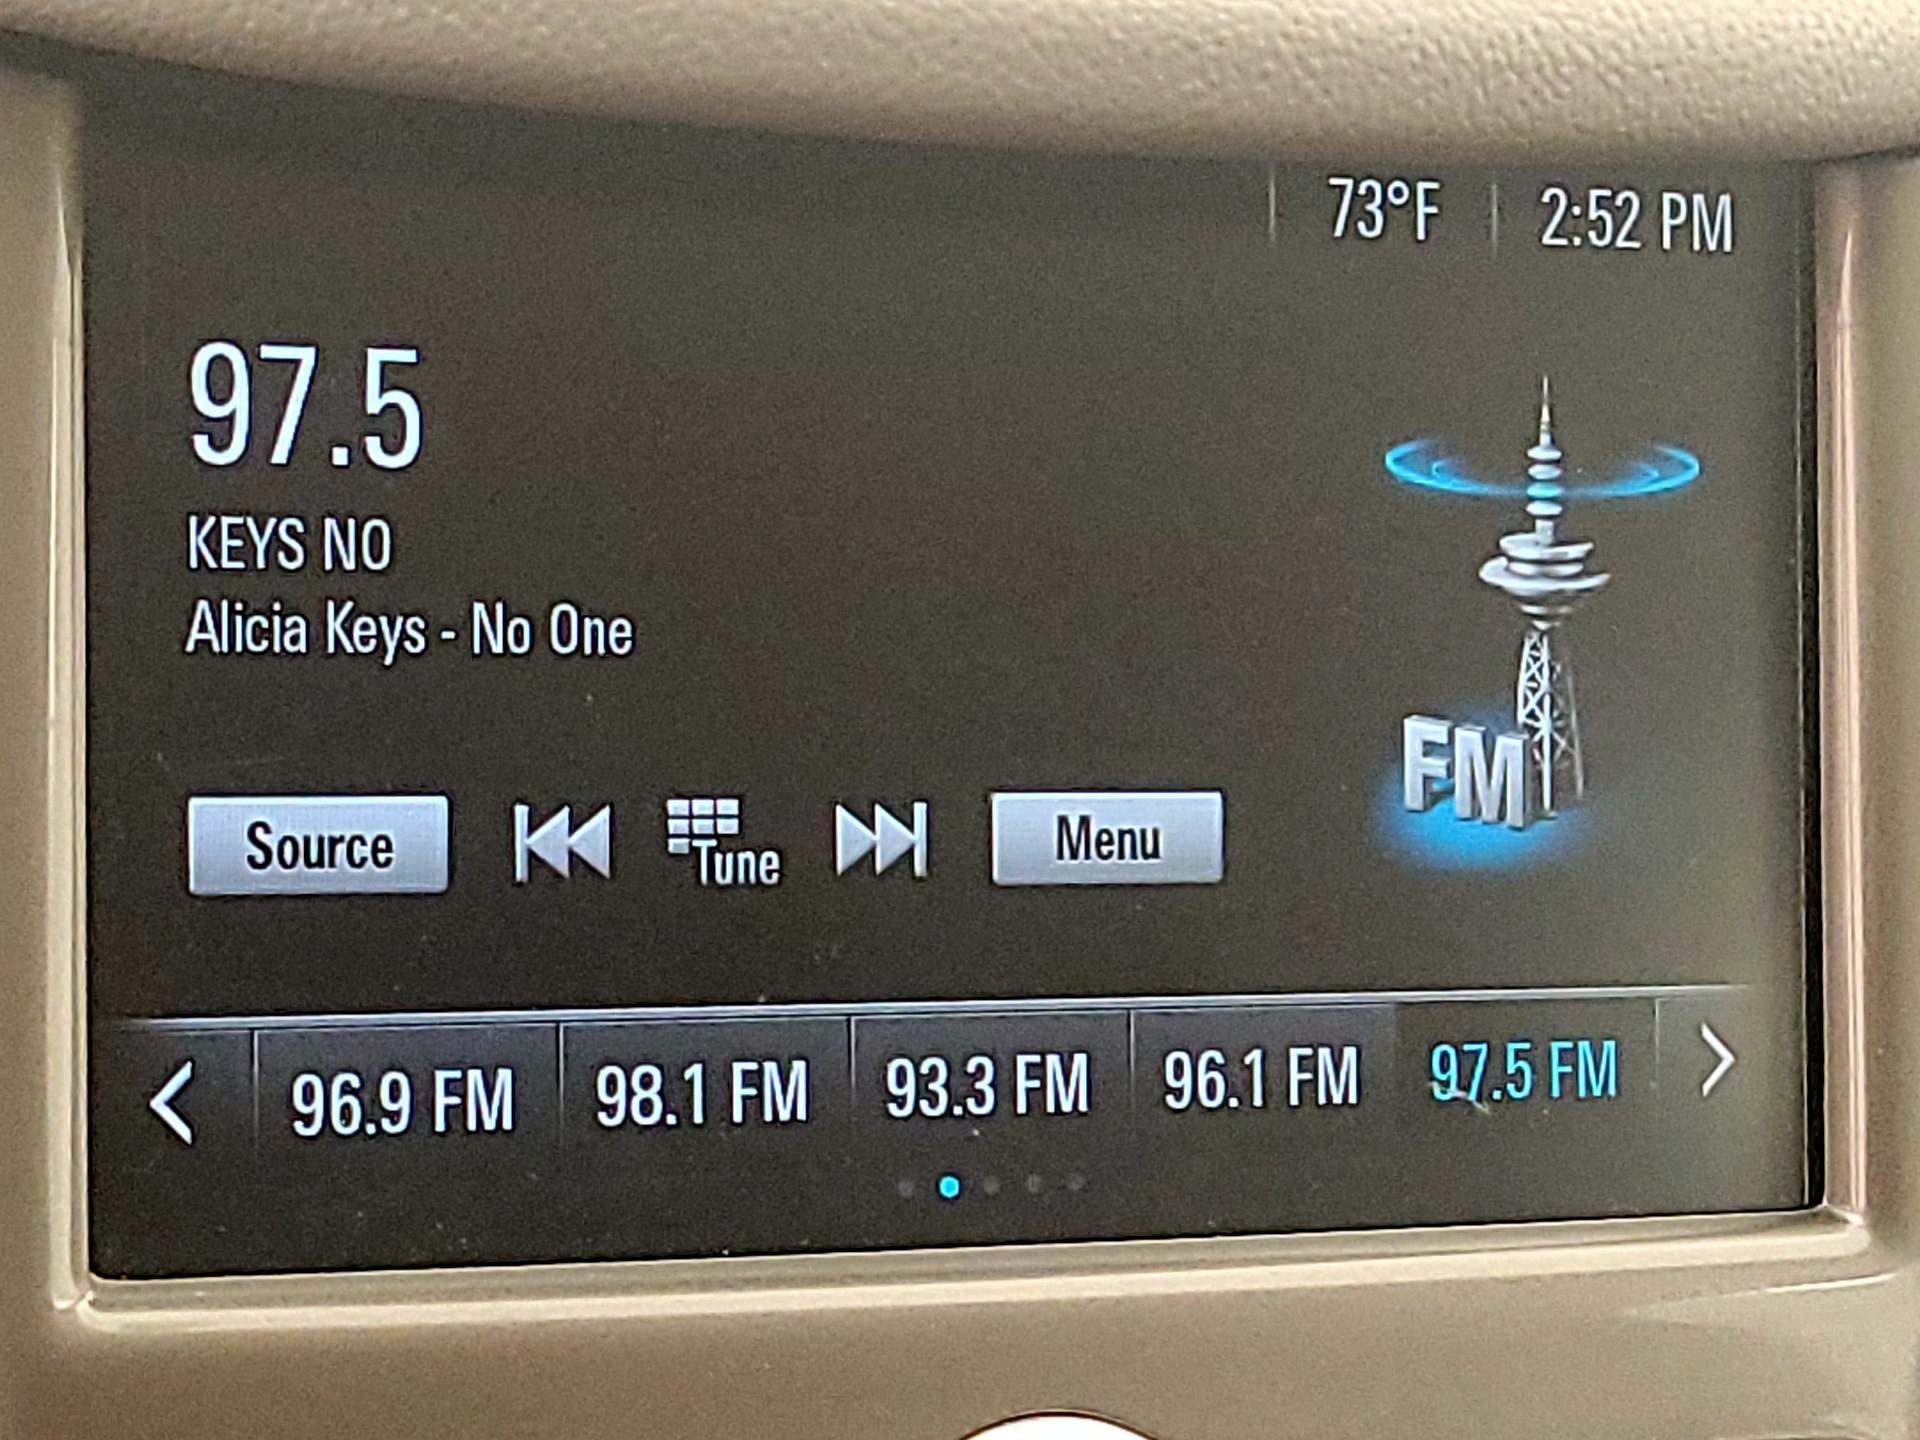 73°F 2:52 PM
97.5
KEYS NO
Alicia Keys - No One
FM
Source Tune Menu
96.9 FM 98.1 FM 93.3 FM 96.1 FM 97.5 FM